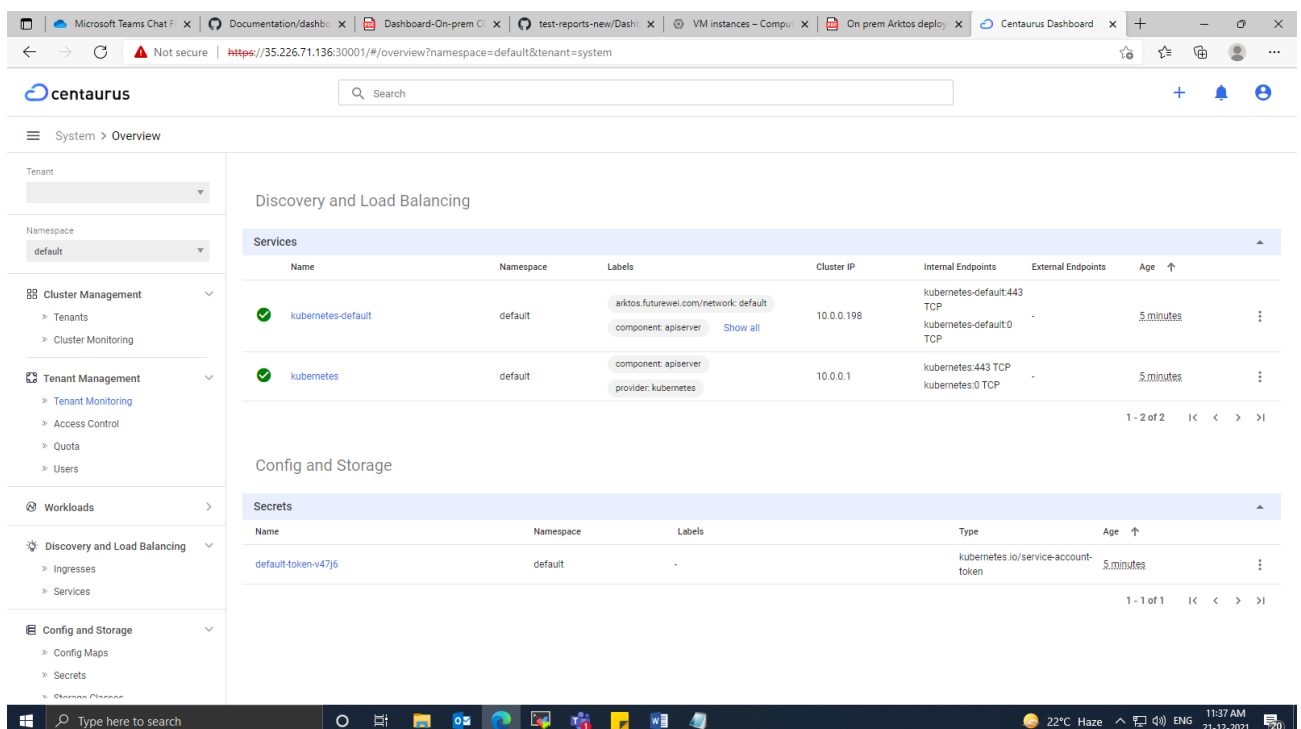 Microsoft Teams Chat F
Documentation/dashbo
Dashboard-On-prem C
test-reports-new/Dashb
VM instances – Comput
On prem Arktos deploy
Centaurus Dashboard
Not secure
https://35.226.71.136:30001/#/overview?namespace=default&tenant=system
centaurus
Search
System > Overview
Tenant
Namespace
default
Cluster Management
» Tenants
» Cluster Monitoring
Tenant Management
» Tenant Monitoring
» Access Control
» Quota
» Users
Workloads
Discovery and Load Balancing
» Ingresses
» Services
Config and Storage
» Config Maps
» Secrets
» Storage Classes
Discovery and Load Balancing
Services
Name Namespace Labels Cluster IP Internal Endpoints External Endpoints Age
kubernetes-default default arktos.futurewei.com/network: default component: apiserver Show all 10.0.0.198 kubernetes-default:443 TCP kubernetes-default:0 TCP - 5 minutes
kubernetes default component: apiserver provider: kubernetes 10.0.0.1 kubernetes:443 TCP kubernetes:0 TCP - 5 minutes
1 - 2 of 2
Config and Storage
Secrets
Name Namespace Labels Type Age
default-token-v47j6 default - kubernetes.io/service-account-token 5 minutes
1 - 1 of 1
Type here to search
22°C Haze
ENG
11:37 AM
21-12-2021
20